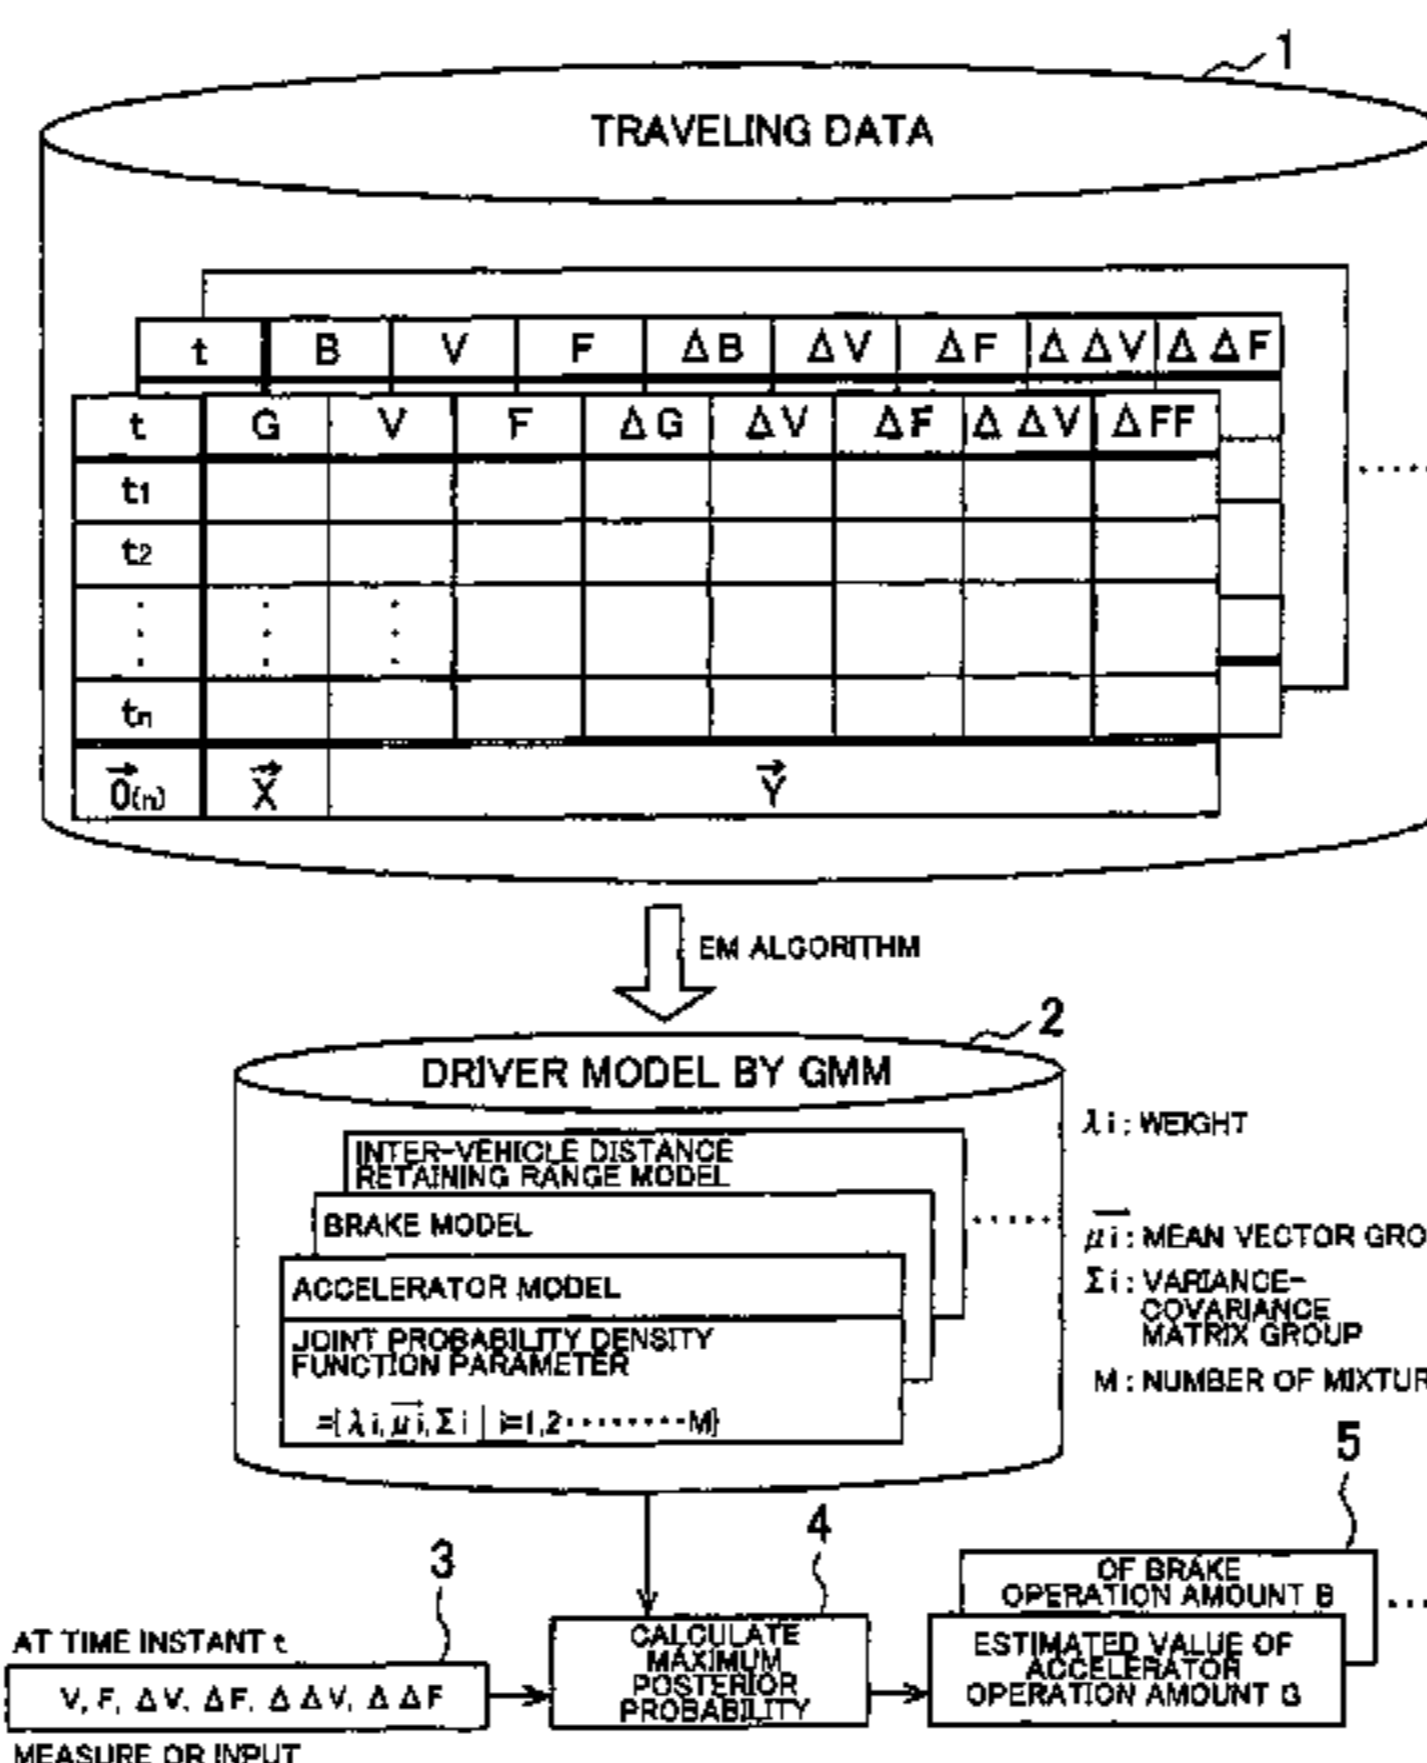 1
TRAVELING DATA
t B V F ΔB ΔV ΔF ΔΔV ΔΔF
t G V F ΔG ΔV ΔF ΔΔV ΔFF
t1
t2
tn
O(n) X Y
EM ALGORITHM
2
DRIVER MODEL BY GMM
INTER-VEHICLE DISTANCE
RETAINING RANGE MODEL
BRAKE MODEL
ACCELERATOR MODEL
JOINT PROBABILITY DENSITY
FUNCTION PARAMETER
={λi, μi, Σi | i=1,2·········M}
λi: WEIGHT
μi: MEAN VECTOR GRO
Σi: VARIANCE-
COVARIANCE
MATRIX GROUP
M: NUMBER OF MIXTUR
3
AT TIME INSTANT t
V, F, ΔV, ΔF, ΔΔV, ΔΔF
MEASURE OR INPUT
4
CALCULATE
MAXIMUM
POSTERIOR
PROBABILITY
5
OF BRAKE
OPERATION AMOUNT B
ESTIMATED VALUE OF
ACCELERATOR
OPERATION AMOUNT G